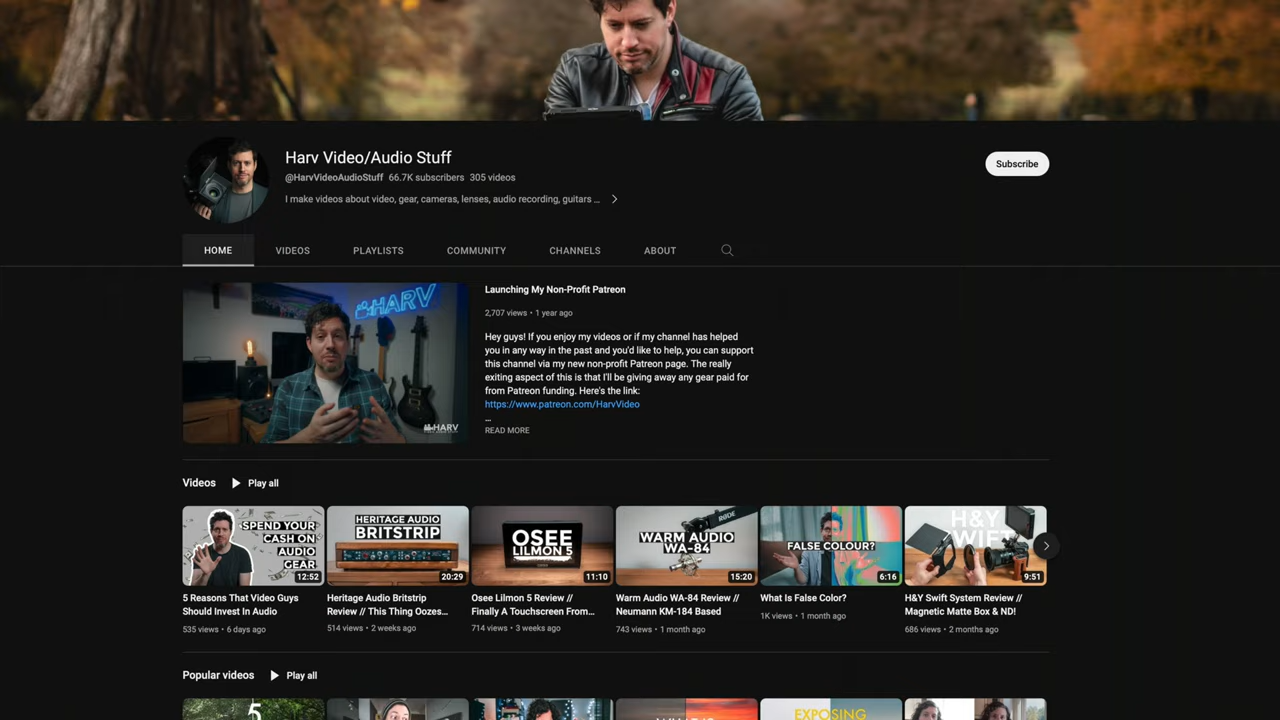 Harv Video/Audio Stuff
@HarvVideoAudioStuff 66.7K subscribers 305 videos
I make videos about video, gear, cameras, lenses, audio recording, guitars ...
Subscribe
HOME VIDEOS PLAYLISTS COMMUNITY CHANNELS ABOUT
HARV
HARV
Launching My Non-Profit Patreon
2,707 views • 1 year ago
Hey guys! If you enjoy my videos or if my channel has helped
you in any way in the past and you'd like to help, you can support
this channel via my new non-profit Patreon page. The really
exiting aspect of this is that I'll be giving away any gear paid for
from Patreon funding. Here's the link:
https://www.patreon.com/HarvVideo
...
READ MORE
Videos Play all
SPEND YOUR
CASH ON
AUDIO
GEAR
12:52
5 Reasons That Video Guys
Should Invest In Audio
535 views • 6 days ago
HERITAGE AUDIO
BRITSTRIP
20:29
Heritage Audio Britstrip
Review // This Thing Oozes...
514 views • 2 weeks ago
OSEE
LILMON 5
11:10
Osee Lilmon 5 Review //
Finally A Touchscreen From...
714 views • 3 weeks ago
RØDE
WARM AUDIO
WA-84
15:20
Warm Audio WA-84 Review //
Neumann KM-184 Based
743 views • 1 month ago
FALSE COLOUR?
6:16
What Is False Color?
1K views • 1 month ago
H&Y
SWIFT
9:51
H&Y Swift System Review //
Magnetic Matte Box & ND!
686 views • 2 months ago
Popular videos Play all
5
EXPOSING